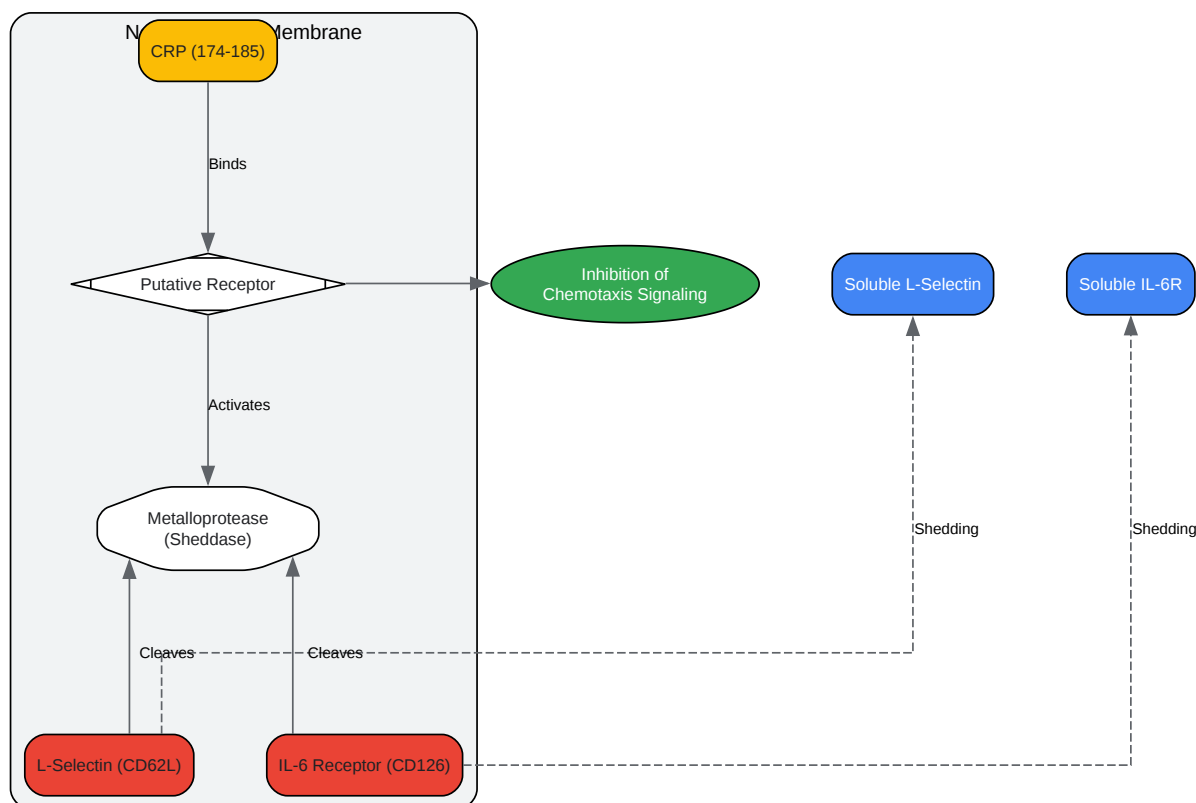 Membrane
CRP (174-185)
Binds
Putative Receptor
Inhibition of
Chemotaxis Signaling
Soluble L-Selectin
Soluble IL-6R
Activates
Metalloprotease
(Sheddase)
Shedding
Shedding
Cleaves
Cleaves
L-Selectin (CD62L)
IL-6 Receptor (CD126)